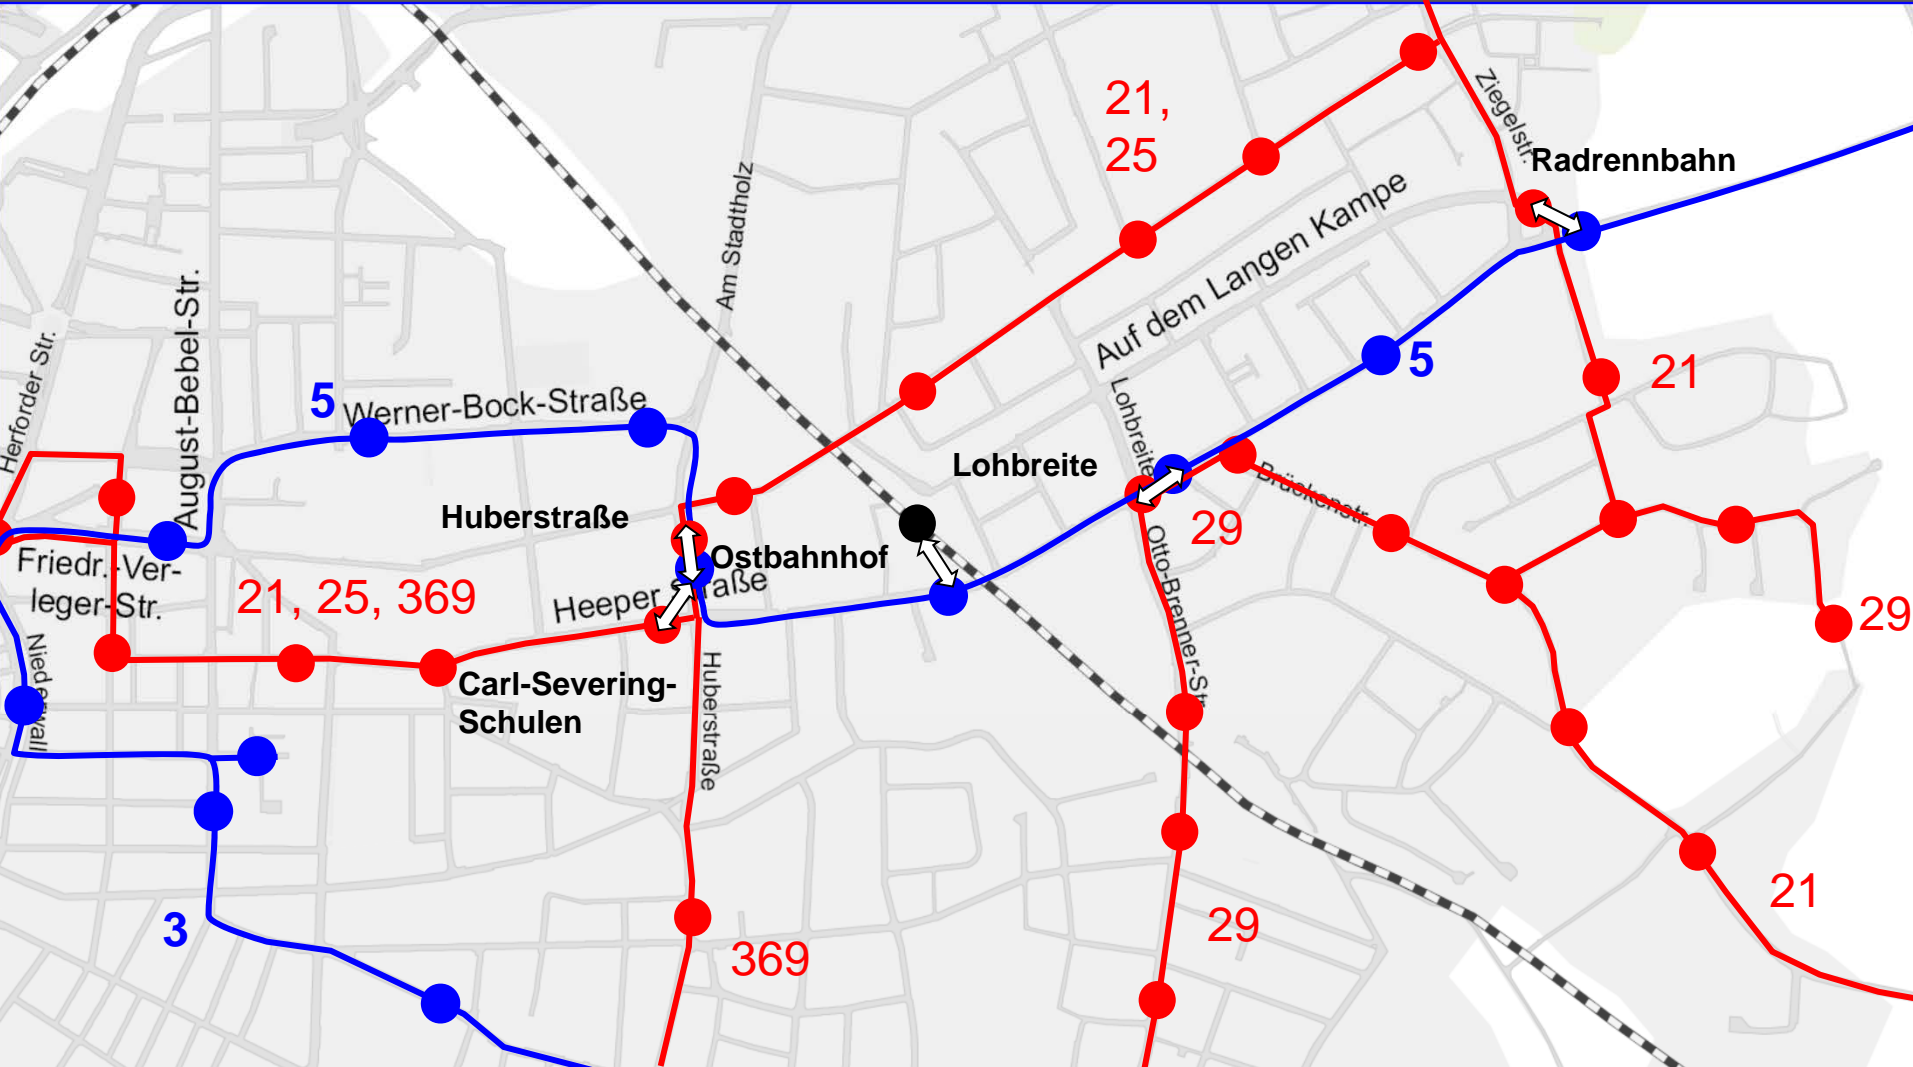 21,
25
Ziegelstr.
Radrennbahn
Am Stadtholz
Auf dem Langen Kampe
August-Bebel-Str.
Herforder Str.
5
Werner-Bock-Straße
5
21
Lohbreite
Lohbreite
Brückenstr.
Huberstraße
29
Ostbahnhof
Friedr.-Ver-
leger-Str.
21, 25, 369
Heeper Straße
Otto-Brenner-Str.
29
Niederwall
Carl-Severing-
Schulen
Huberstraße
21
3
29
369